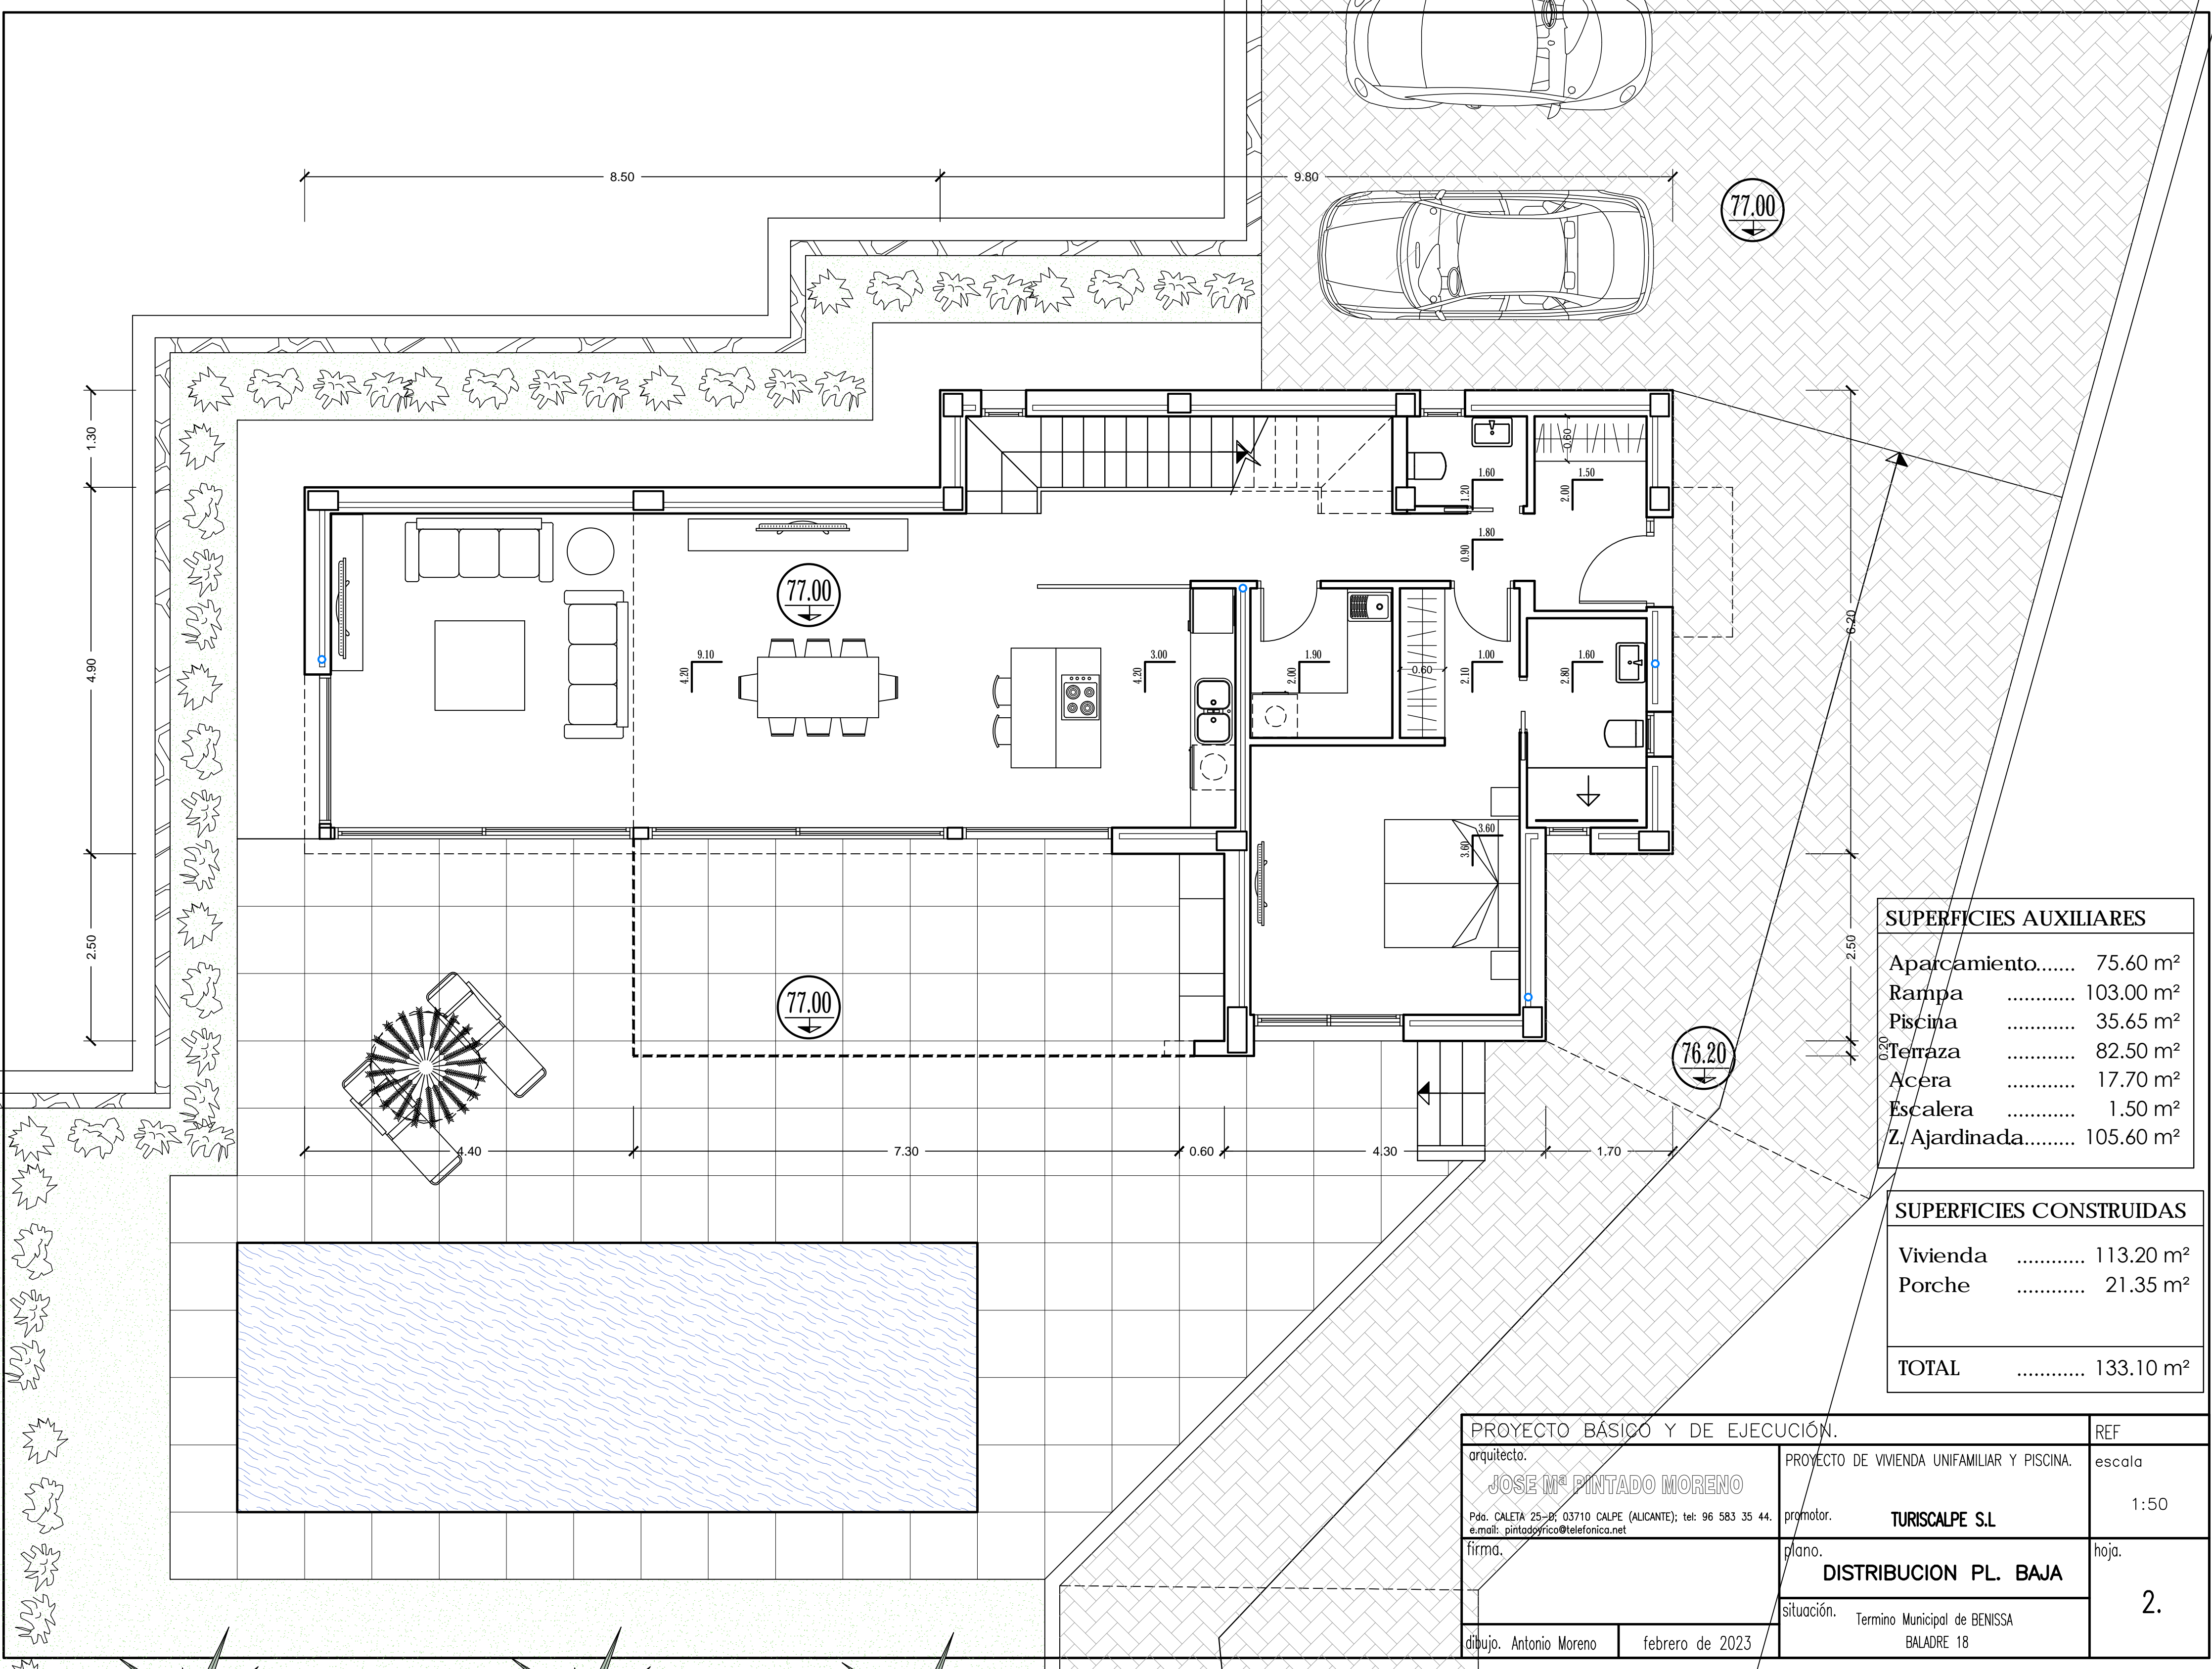 8.50
9.80
77.00
1.30
4.90
2.50
77.00
9.10
4.20
3.00
4.20
1.60
1.20
0.60
1.50
2.00
1.80
0.90
1.90
2.00
0.60
1.00
2.10
1.60
2.80
3.60
3.60
6.20
2.50
0.20
77.00
76.20
4.40
7.30
0.60
4.30
1.70
SUPERFICIES AUXILIARES
Aparcamiento....... 75.60 m²
Rampa ............ 103.00 m²
Piscina ............ 35.65 m²
Terraza ............ 82.50 m²
Acera ............ 17.70 m²
Escalera ............ 1.50 m²
Z. Ajardinada......... 105.60 m²
SUPERFICIES CONSTRUIDAS
Vivienda ............ 113.20 m²
Porche ............ 21.35 m²
TOTAL ............ 133.10 m²
PROYECTO BÁSICO Y DE EJECUCIÓN.
REF
arquitecto.
JOSE Mª PINTADO MORENO
Pda. CALETA 25-D; 03710 CALPE (ALICANTE); tel: 96 583 35 44.
e.mail: pintadoyrico@telefonica.net
PROYECTO DE VIVIENDA UNIFAMILIAR Y PISCINA.
promotor. TURISCALPE S.L
escala
1:50
firma.
plano.
DISTRIBUCION PL. BAJA
hoja.
2.
situación. Termino Municipal de BENISSA
BALADRE 18
dibujo. Antonio Moreno
febrero de 2023